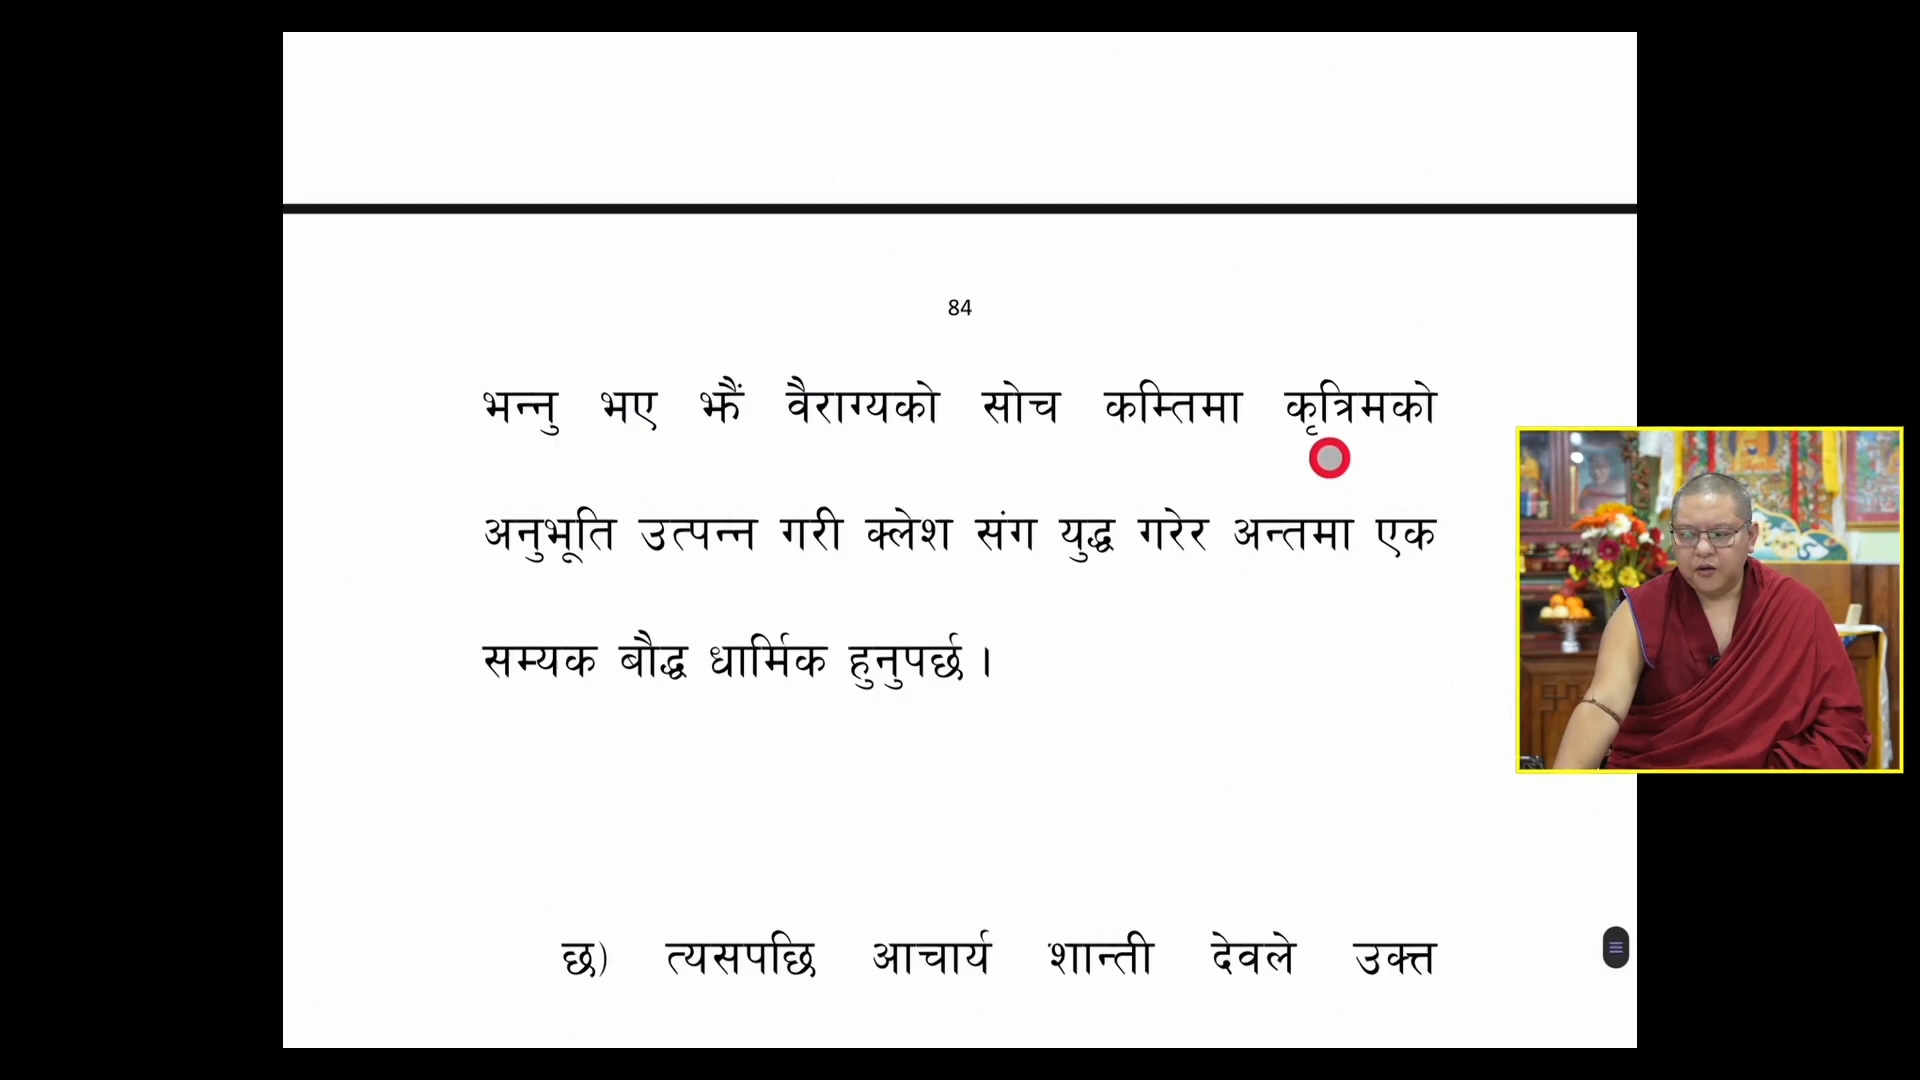 84
भन्नु भए झैं वैराग्यको सोच कम्तिमा कृत्रिमको
अनुभूति उत्पन्न गरी क्लेश संग युद्ध गरेर अन्तमा एक
सम्यक बौद्ध धार्मिक हुनुपर्छ ।
छ) त्यसपछि आचार्य शान्ती देवले उक्त